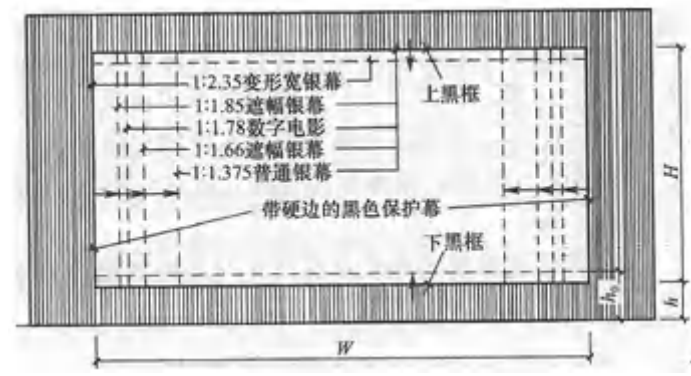 1:2.35变形宽银幕
上黑框
1:1.85遮幅银幕
1:1.78数字电影
1:1.66遮幅银幕
1:1.375普通银幕
带硬边的黑色保护幕
下黑框
H
h₀
h
W